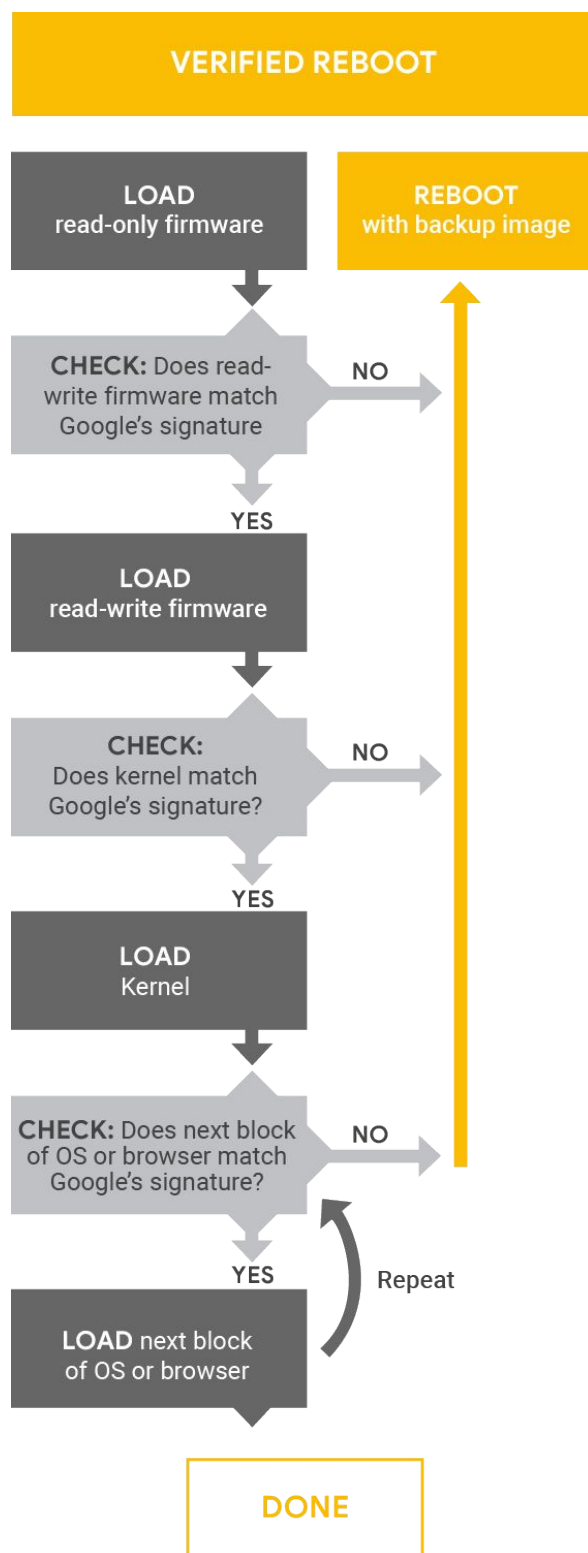 VERIFIED REBOOT
LOAD
read-only firmware
REBOOT
with backup image
CHECK: Does read-
write firmware match
Google’s signature
NO
YES
LOAD
read-write firmware
CHECK:
Does kernel match
Google’s signature?
NO
YES
LOAD
Kernel
CHECK: Does next block
of OS or browser match
Google’s signature?
NO
YES
Repeat
LOAD next block
of OS or browser
DONE